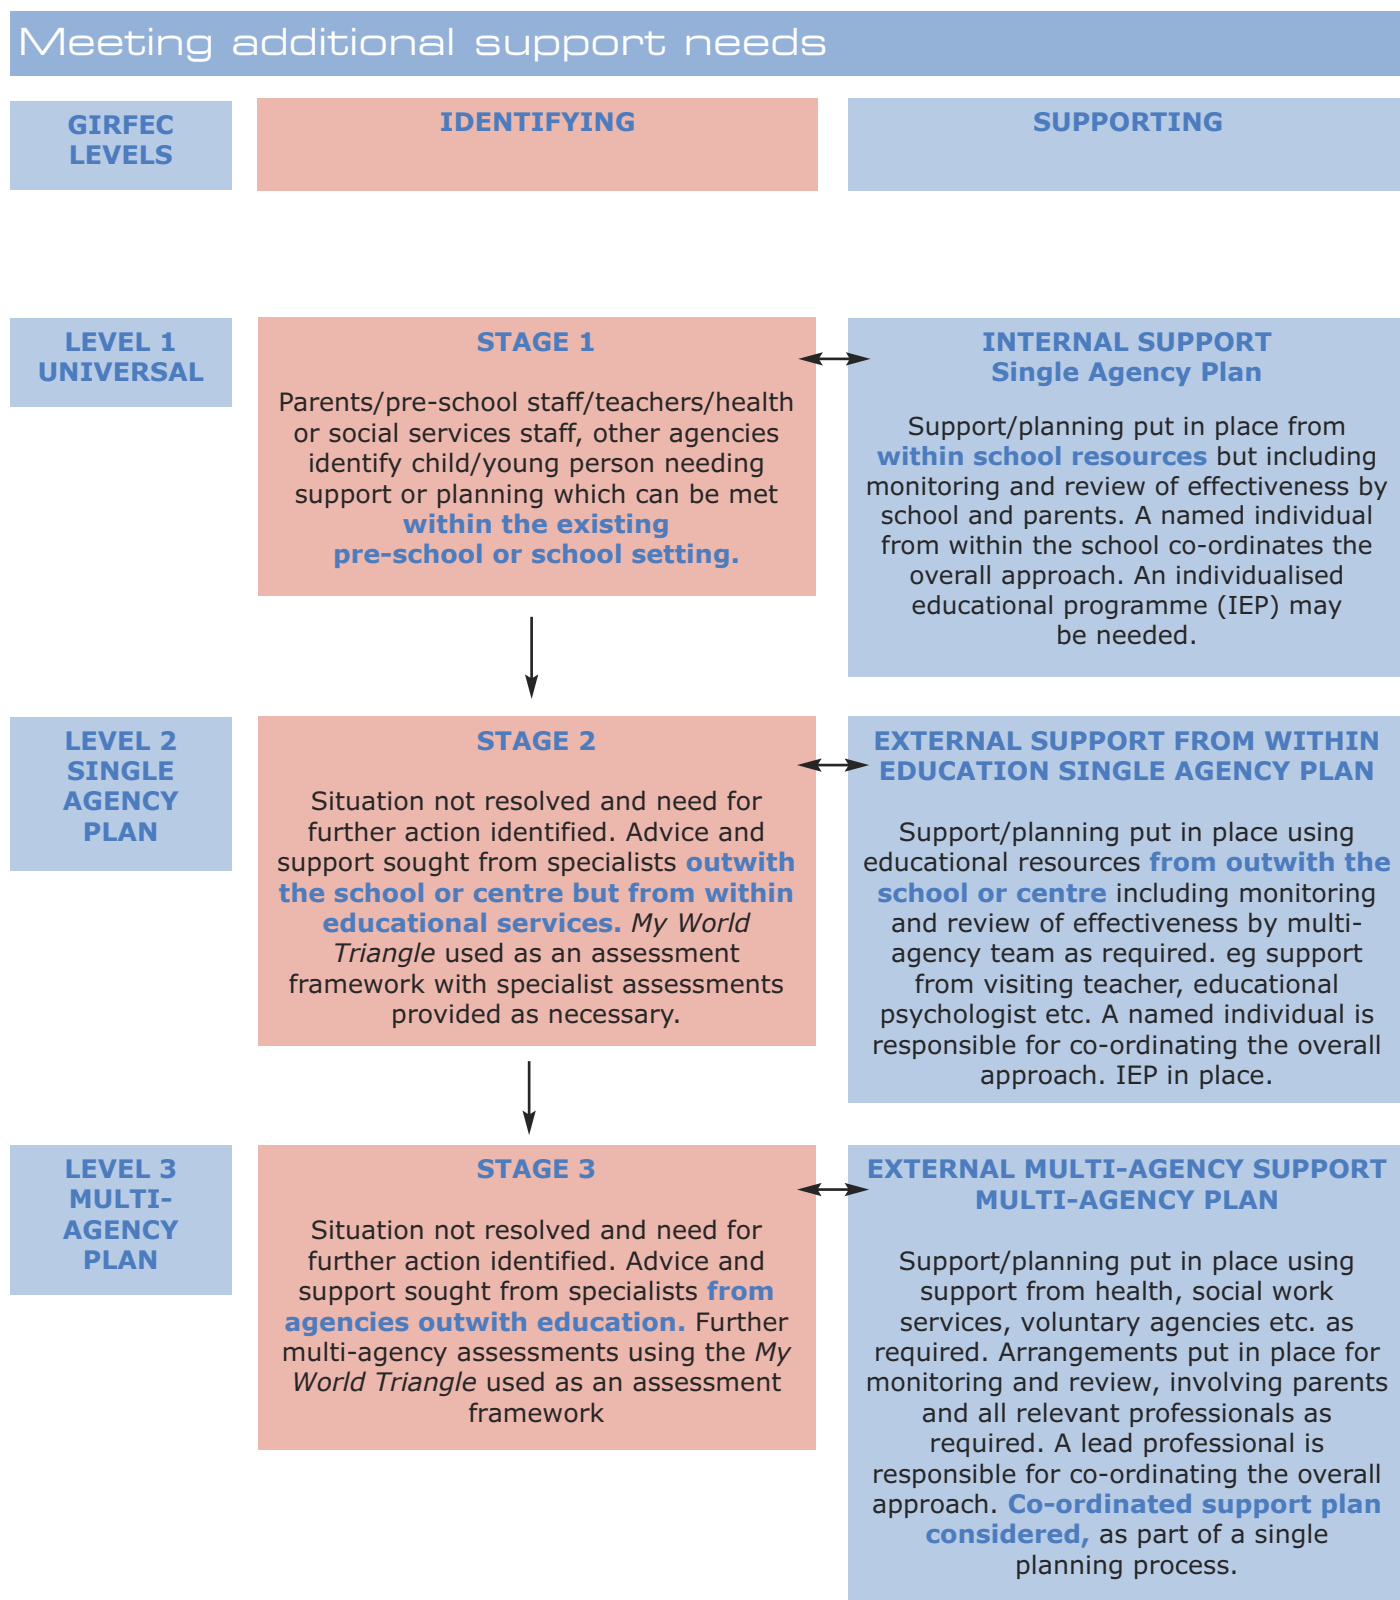 Meeting additional support needs
GIRFEC
LEVELS
IDENTIFYING
SUPPORTING
LEVEL 1
UNIVERSAL
STAGE 1
Parents/pre-school staff/teachers/health
or social services staff, other agencies
identify child/young person needing
support or planning which can be met
within the existing
pre-school or school setting.
INTERNAL SUPPORT
Single Agency Plan
Support/planning put in place from
within school resources but including
monitoring and review of effectiveness by
school and parents. A named individual
from within the school co-ordinates the
overall approach. An individualised
educational programme (IEP) may
be needed.
LEVEL 2
SINGLE
AGENCY
PLAN
STAGE 2
Situation not resolved and need for
further action identified. Advice and
support sought from specialists outwith
the school or centre but from within
educational services. My World
Triangle used as an assessment
framework with specialist assessments
provided as necessary.
EXTERNAL SUPPORT FROM WITHIN
EDUCATION SINGLE AGENCY PLAN
Support/planning put in place using
educational resources from outwith the
school or centre including monitoring
and review of effectiveness by multi-
agency team as required. eg support
from visiting teacher, educational
psychologist etc. A named individual is
responsible for co-ordinating the overall
approach. IEP in place.
LEVEL 3
MULTI-
AGENCY
PLAN
STAGE 3
Situation not resolved and need for
further action identified. Advice and
support sought from specialists from
agencies outwith education. Further
multi-agency assessments using the My
World Triangle used as an assessment
framework
EXTERNAL MULTI-AGENCY SUPPORT
MULTI-AGENCY PLAN
Support/planning put in place using
support from health, social work
services, voluntary agencies etc. as
required. Arrangements put in place for
monitoring and review, involving parents
and all relevant professionals as
required. A lead professional is
responsible for co-ordinating the overall
approach. Co-ordinated support plan
considered, as part of a single
planning process.